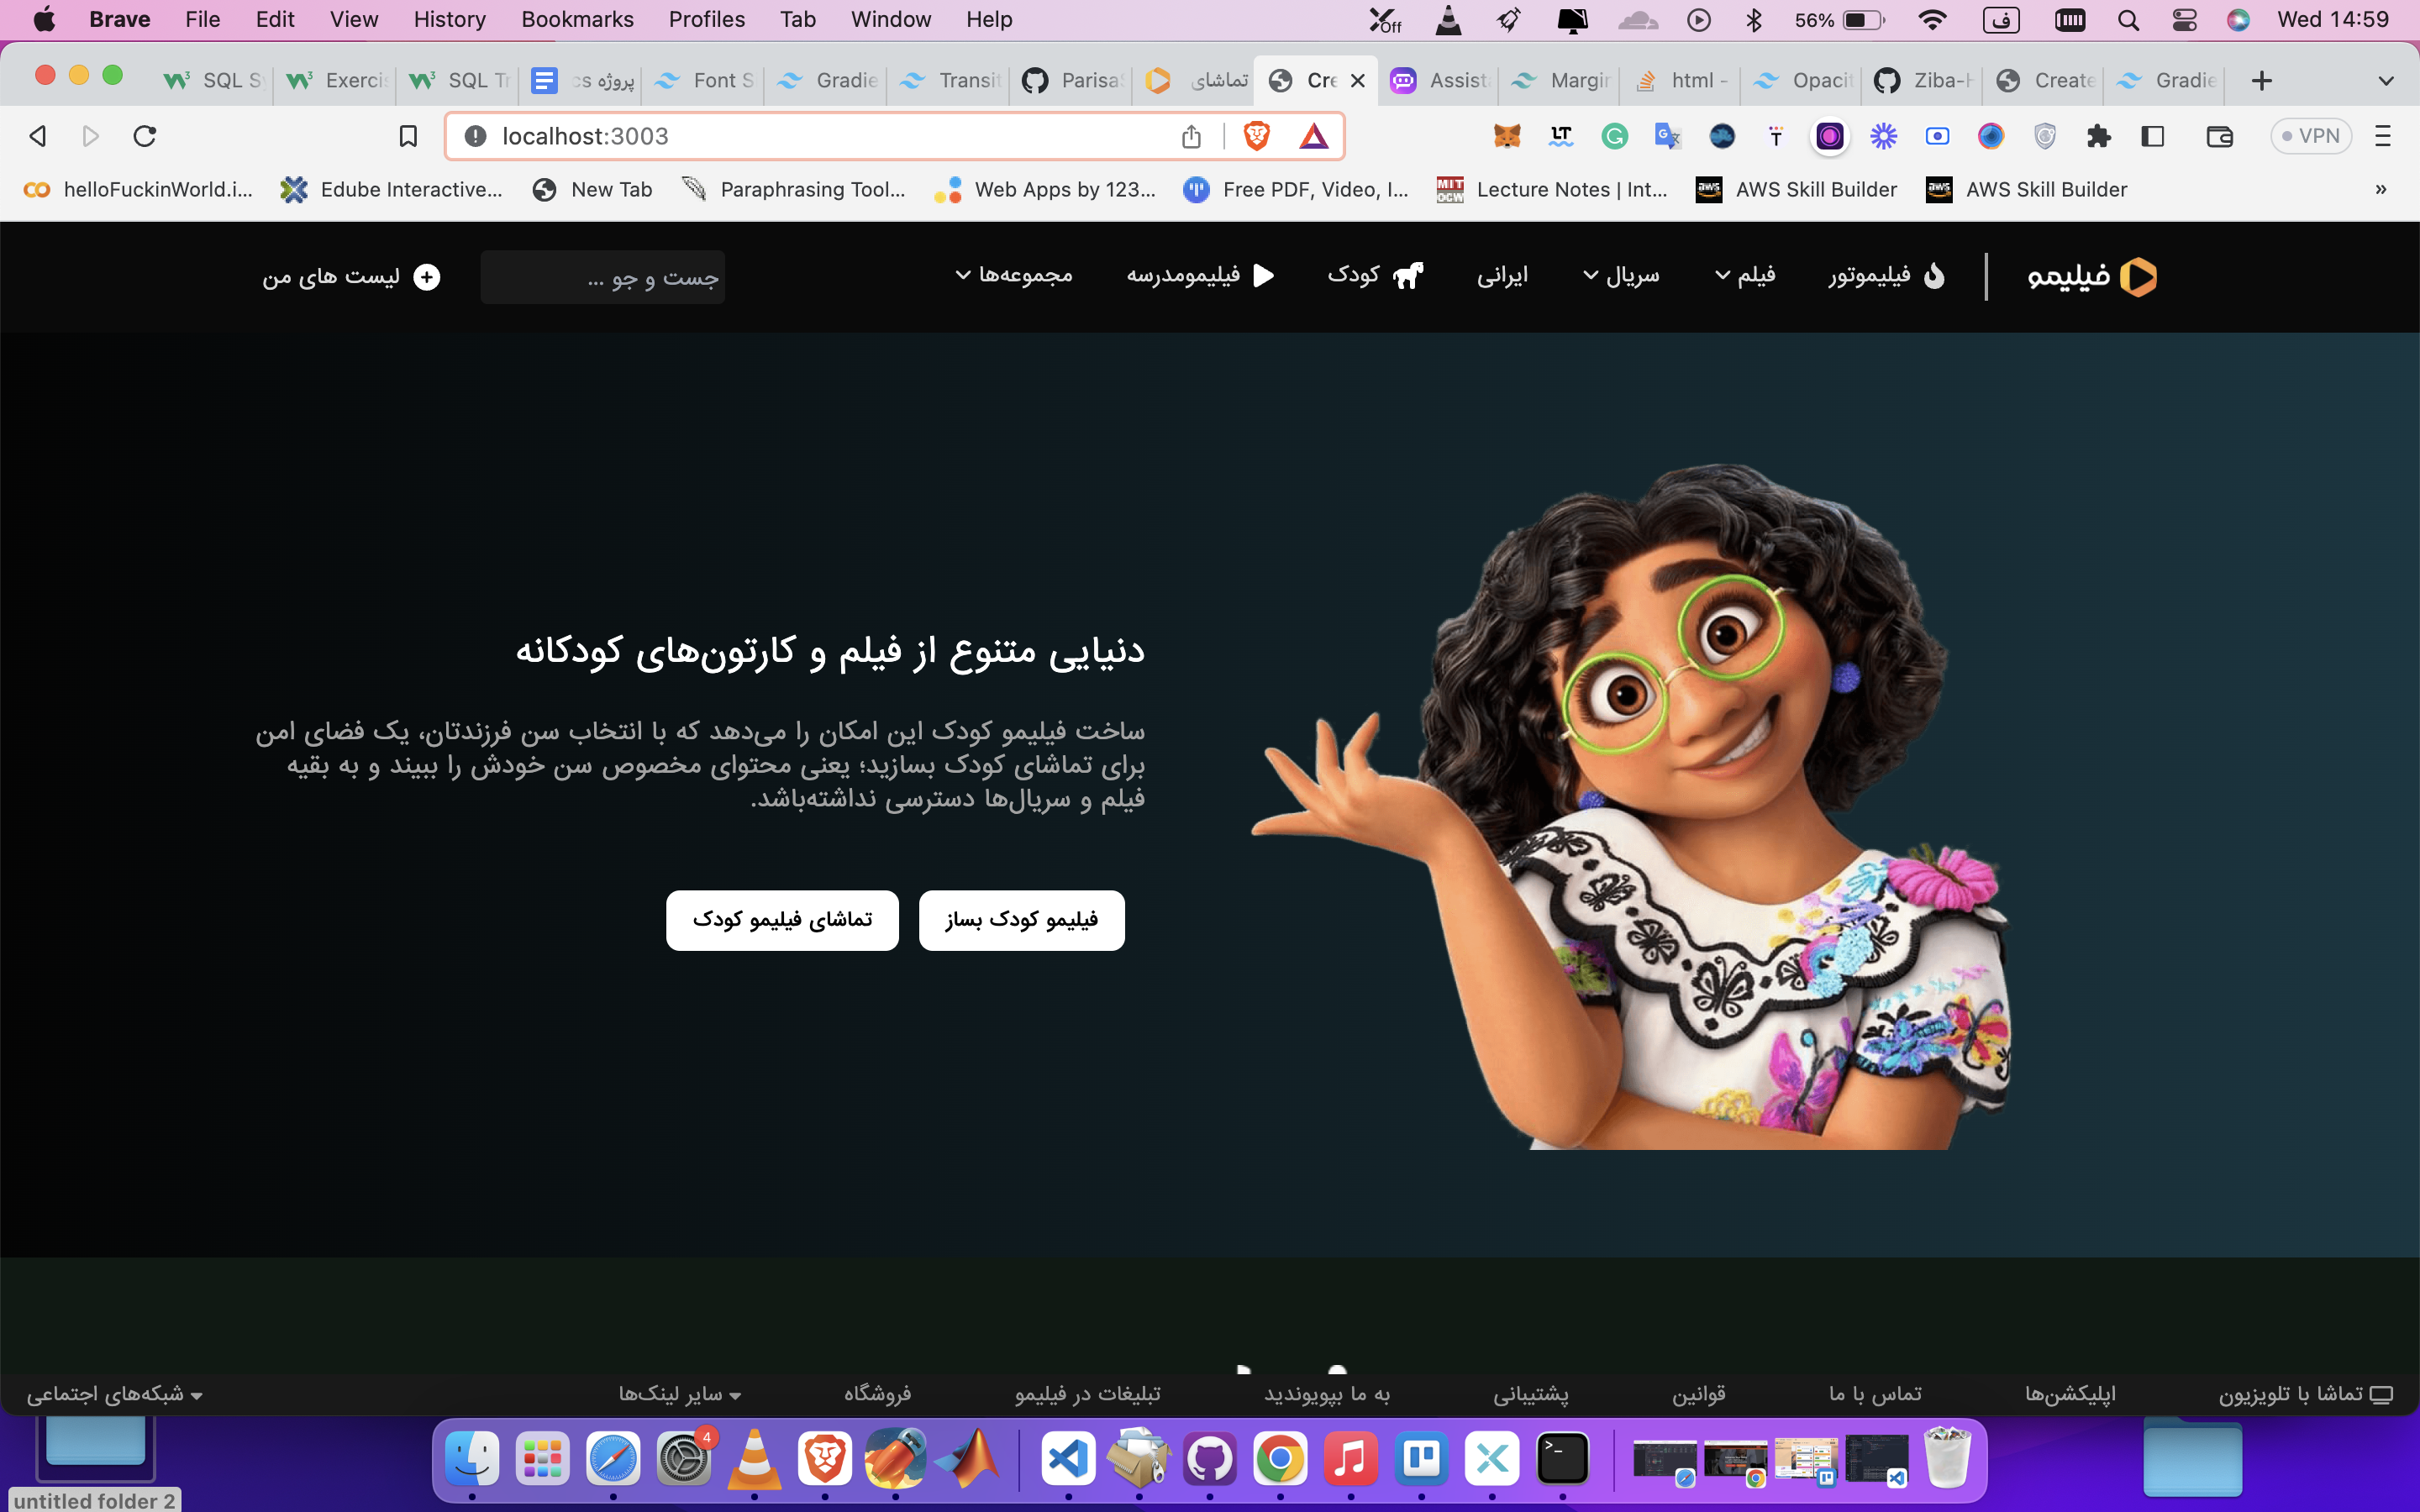 Brave File Edit View History Bookmarks Profiles Tab Window Help
Off 56% ف Wed 14:59
SQL Exercis SQL Tr پروژه cs Font S Gradie Transit Paris تماشای Cre Assist Margin html - Opacit Ziba-H Create Gradie
localhost:3003
VPN
helloFuckinWorld.i... Edube Interactive... New Tab Paraphrasing Tool... Web Apps by 123... Free PDF, Video, I... Lecture Notes | Int... AWS Skill Builder AWS Skill Builder »
فیلیمو فیلیموتور فیلم سریال ایرانی کودک فیلیمومدرسه مجموعه‌ها جست و جو ... لیست های من
دنیایی متنوع از فیلم و کارتون‌های کودکانه
ساخت فیلیمو کودک این امکان را می‌دهد که با انتخاب سن فرزندتان، یک فضای امن
برای تماشای کودک بسازید؛ یعنی محتوای مخصوص سن خودش را ببیند و به بقیه
فیلم و سریال‌ها دسترسی نداشته‌باشد.
فیلیمو کودک بساز تماشای فیلیمو کودک
تماشا با تلویزیون اپلیکشن‌ها تماس با ما قوانین پشتیبانی به ما بپیوندید تبلیغات در فیلیمو فروشگاه سایر لینک‌ها شبکه‌های اجتماعی
4
untitled folder 2